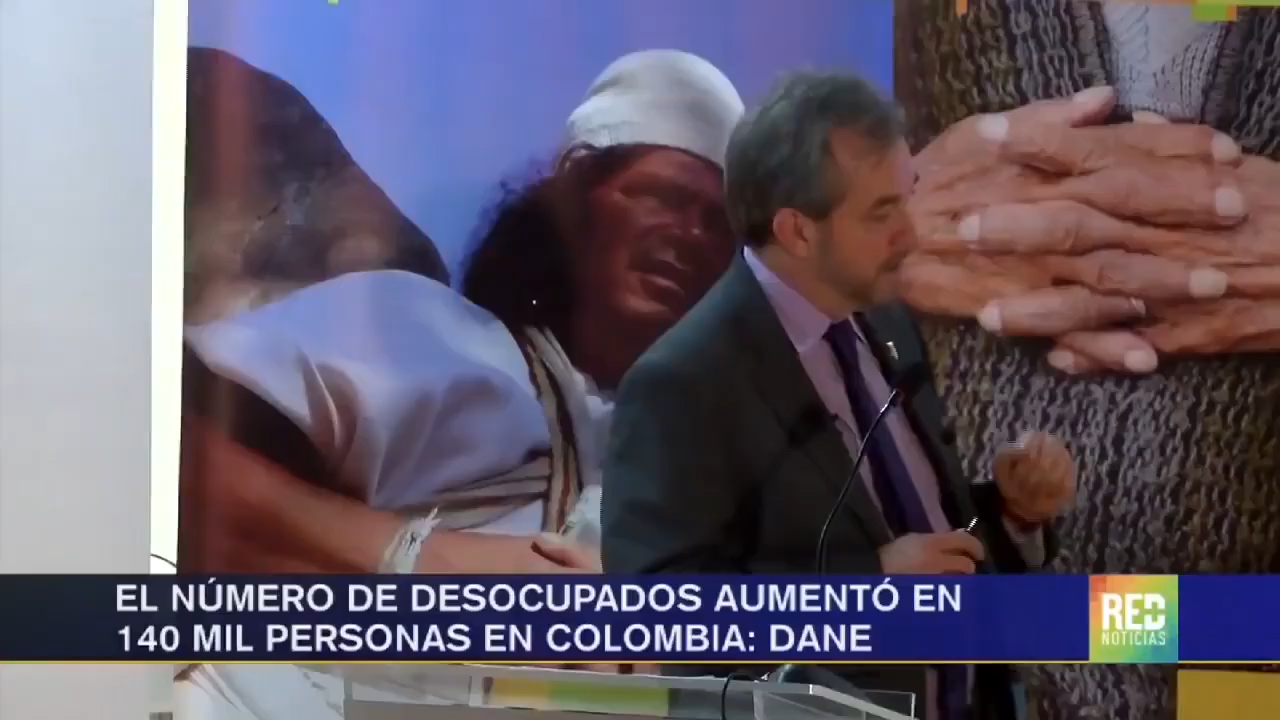 EL NÚMERO DE DESOCUPADOS AUMENTÓ EN
140 MIL PERSONAS EN COLOMBIA: DANE
RED
NOTICIAS